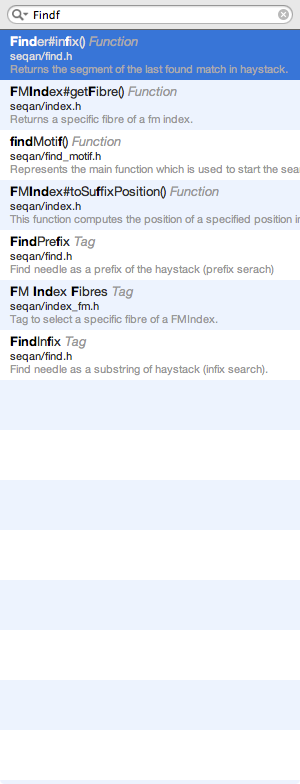 Findf
Finder#infix() Function
seqan/find.h
Returns the segment of the last found match in haystack.
FMIndex#getFibre() Function
seqan/index.h
Returns a specific fibre of a fm index.
findMotif() Function
seqan/find_motif.h
Represents the main function which is used to start the sea
FMIndex#toSuffixPosition() Function
seqan/index.h
This function computes the position of a specified position in
FindPrefix Tag
seqan/find.h
Find needle as a prefix of the haystack (prefix serach)
FM Index Fibres Tag
seqan/index_fm.h
Tag to select a specific fibre of a FMIndex.
FindInfix Tag
seqan/find.h
Find needle as a substring of haystack (infix search).